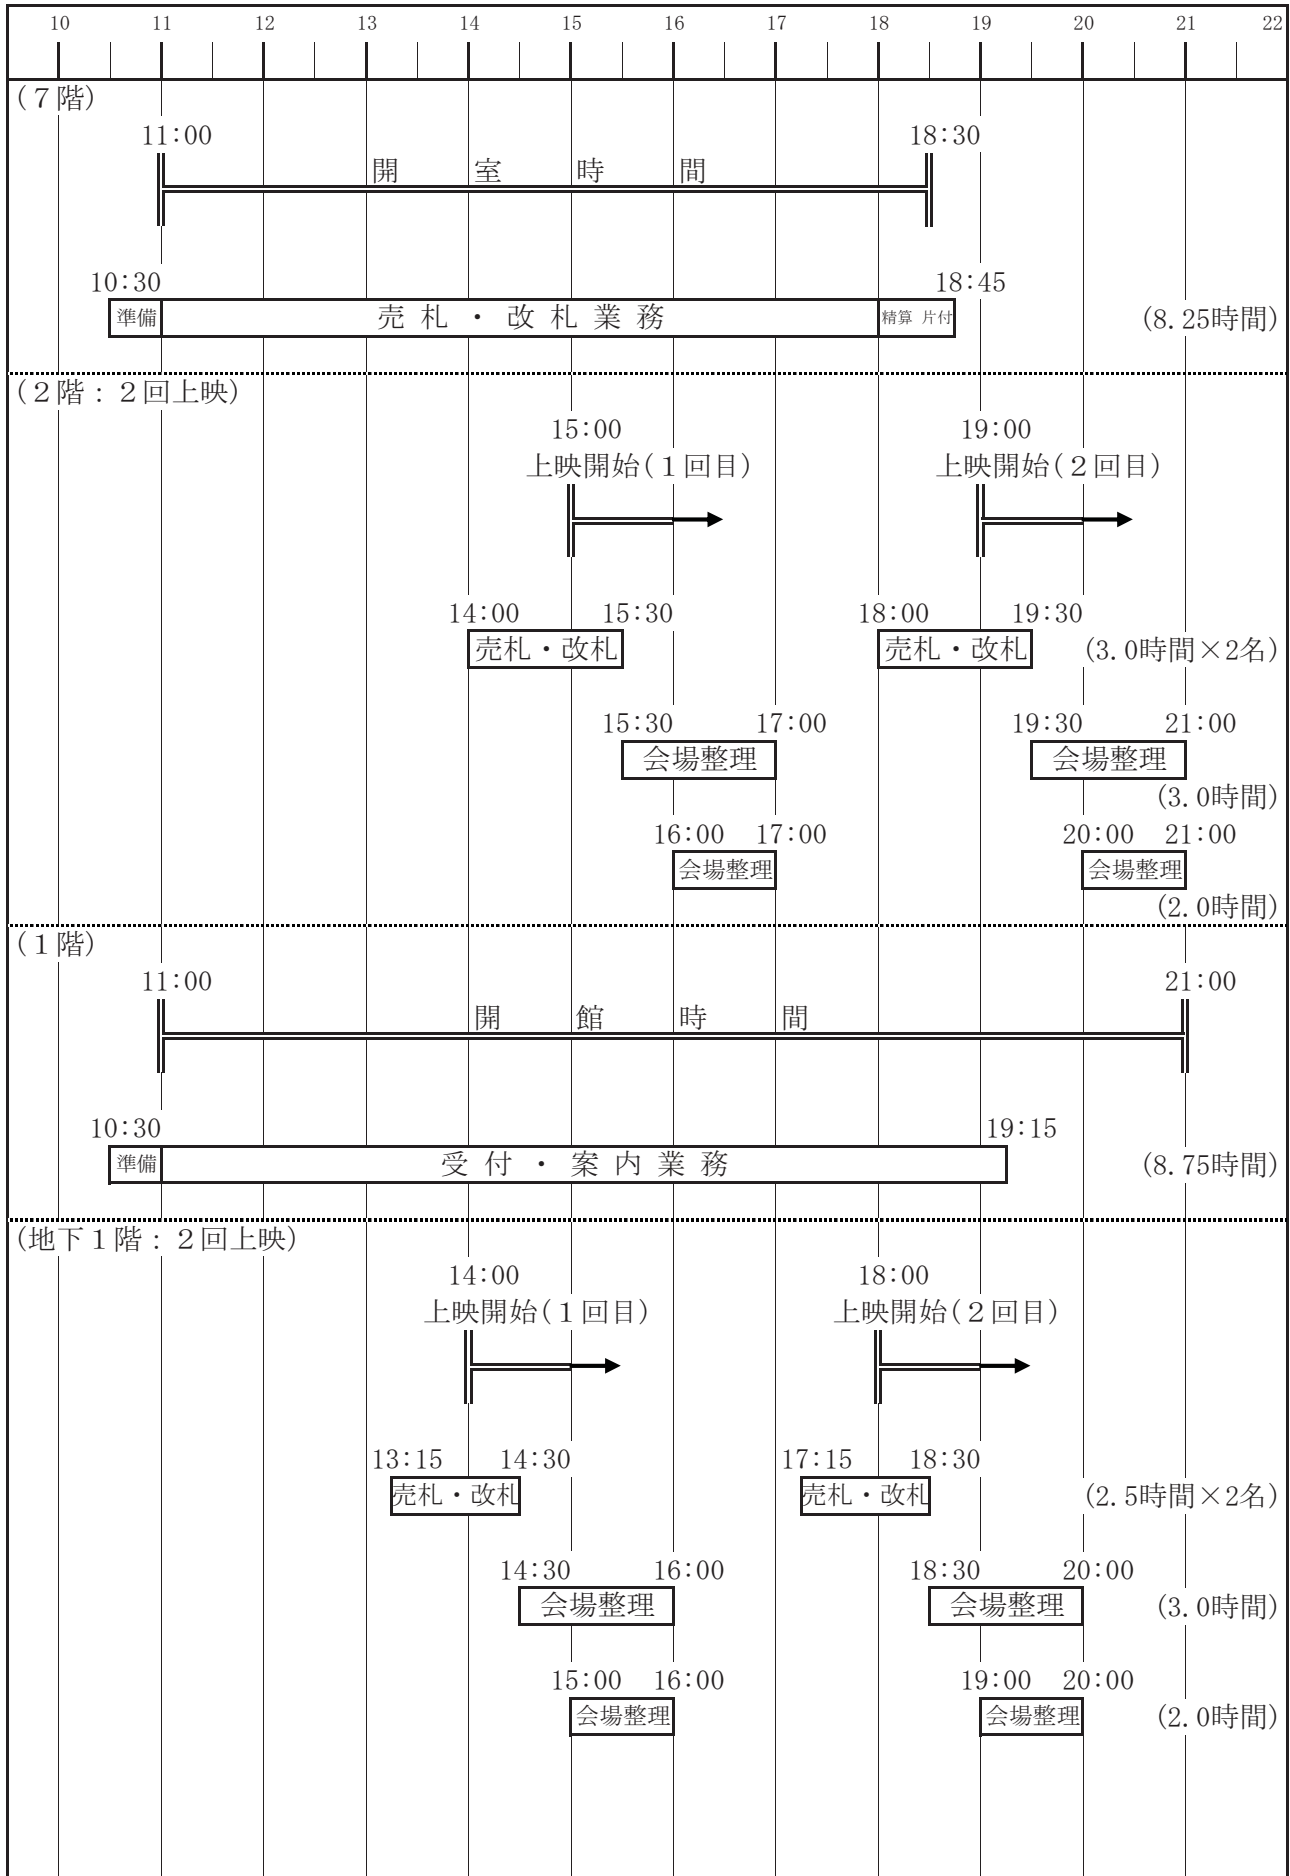 10 11 12 13 14 15 16 17 18 19 20 21 22
(７階)
11:00 18:30
開 室 時 間
10:30 18:45
準備 売 札 ・ 改 札 業 務 精算 片付 (8.25時間)
(２階：２回上映)
15:00 19:00
上映開始(１回目) 上映開始(２回目)
14:00 15:30 18:00 19:30
売札・改札 売札・改札 (3.0時間×2名)
15:30 17:00 19:30 21:00
会場整理 会場整理
(3.0時間)
16:00 17:00 20:00 21:00
会場整理 会場整理
(2.0時間)
(１階)
11:00 21:00
開 館 時 間
10:30 19:15
準備 受 付 ・ 案 内 業 務 (8.75時間)
(地下１階：２回上映)
14:00 18:00
上映開始(１回目) 上映開始(２回目)
13:15 14:30 17:15 18:30
売札・改札 売札・改札 (2.5時間×2名)
14:30 16:00 18:30 20:00
会場整理 会場整理 (3.0時間)
15:00 16:00 19:00 20:00
会場整理 会場整理 (2.0時間)